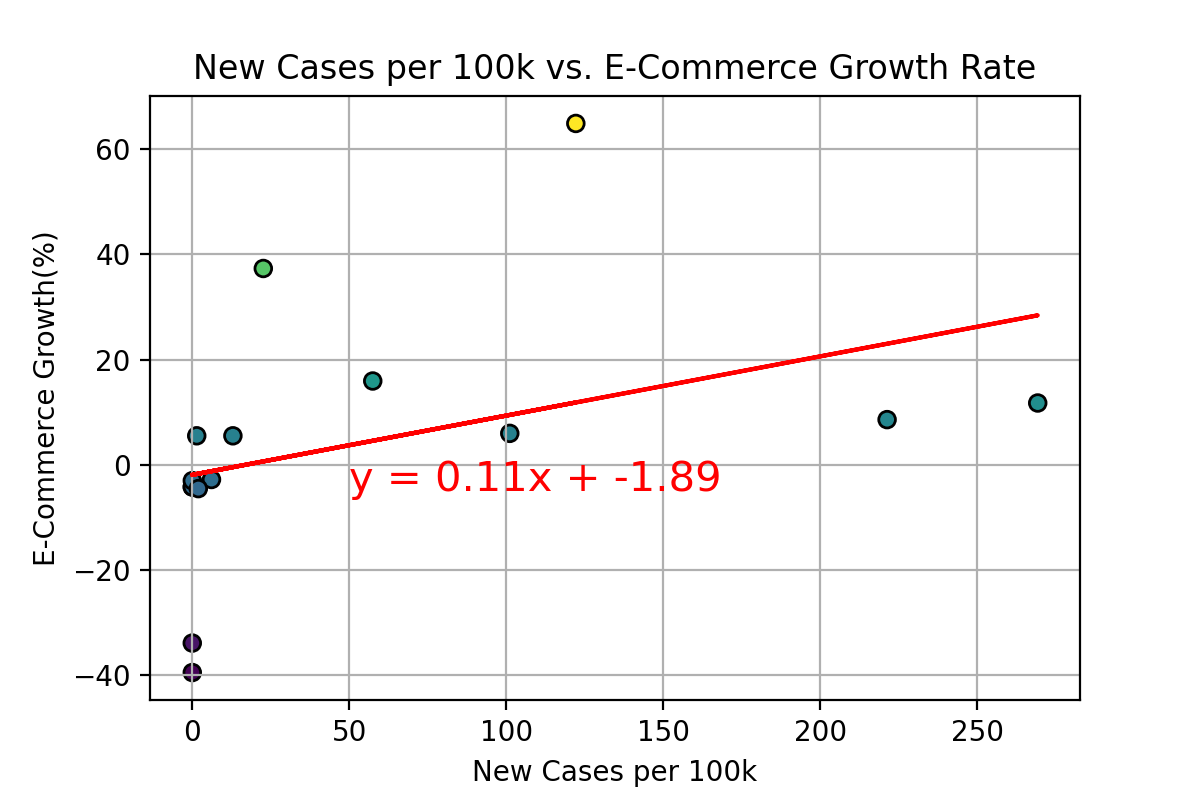 New Cases per 100k vs. E-Commerce Growth Rate
60
40
20
0
−20
−40
E-Commerce Growth(%)
y = 0.11x + -1.89
0 50 100 150 200 250
New Cases per 100k